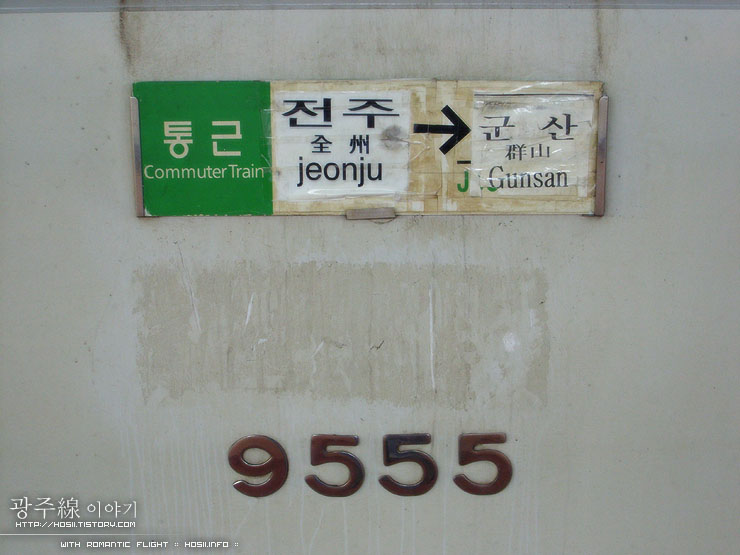 통근
Commuter Train
전주
全州
jeonju
→
군산
群山
Gunsan
9555
광주線 이야기
HTTP://HOSII.TISTORY.COM
WITH ROMANTIC FLIGHT :: HOSII.INFO ::